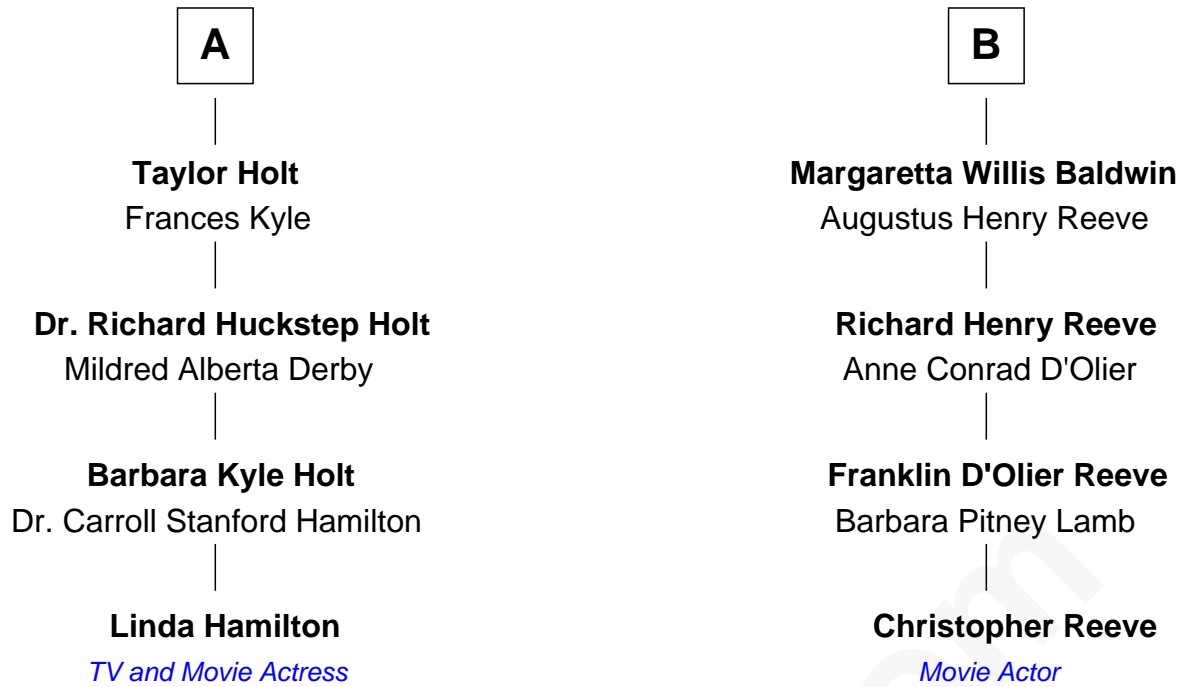 A
Taylor Holt
Frances Kyle
Dr. Richard Huckstep Holt
Mildred Alberta Derby
Barbara Kyle Holt
Dr. Carroll Stanford Hamilton
Linda Hamilton
TV and Movie Actress
B
Margaretta Willis Baldwin
Augustus Henry Reeve
Richard Henry Reeve
Anne Conrad D'Olier
Franklin D'Olier Reeve
Barbara Pitney Lamb
Christopher Reeve
Movie Actor